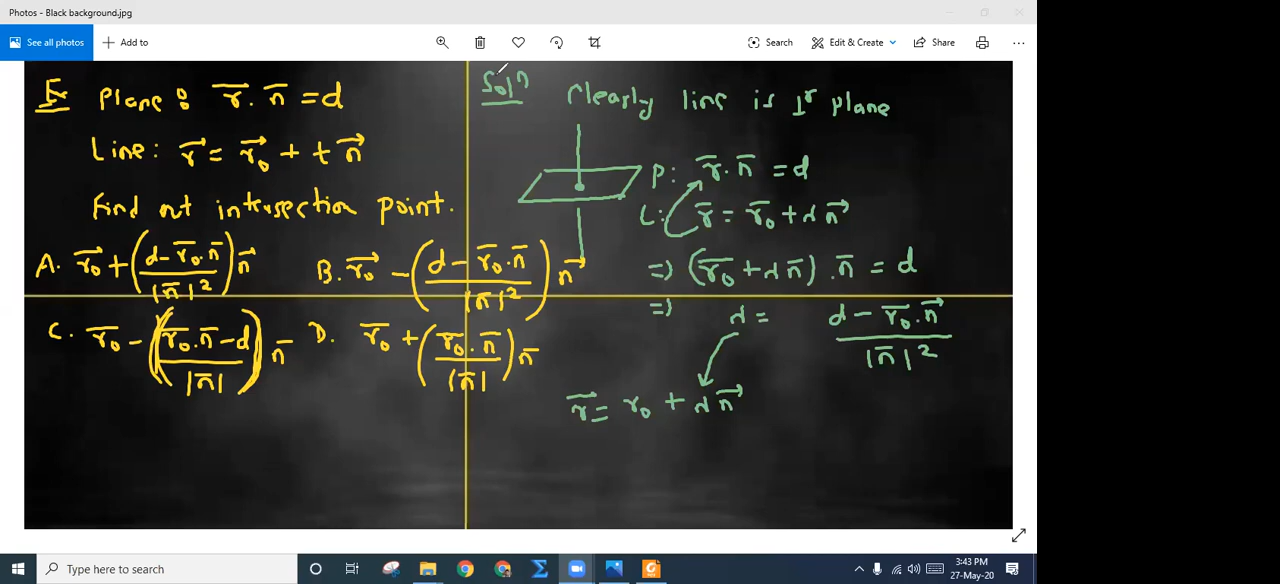 Photos - Black background.jpg
See all photos
Add to
Search
Edit & Create
Share
Ex Plane : r̅ . n̅ = d
Line: r⃗ = r⃗₀ + t n⃗
Find out intersection point.
A. r⃗₀ + ((d - r̅₀ . n̅) / |n̅|²) n̅
B. r⃗₀ - ((d - r̅₀ . n̅) / |n̅|²) n⃗
C. r̅₀ - ((r̅₀ . n̅ - d) / |n̅|) n̅
D. r̅₀ + ((r̅₀ . n̅) / |n̅|) n̅
Solⁿ Clearly line is ⊥ʳ plane
P: r̅ . n̅ = d
L: r̅ = r̅₀ + λ n⃗
=> (r̅₀ + λ n̅) . n̅ = d
=> λ = (d - r̅₀ . n⃗) / |n̅|²
r⃗ = r₀ + λ n⃗
Type here to search
3:43 PM
27-May-20